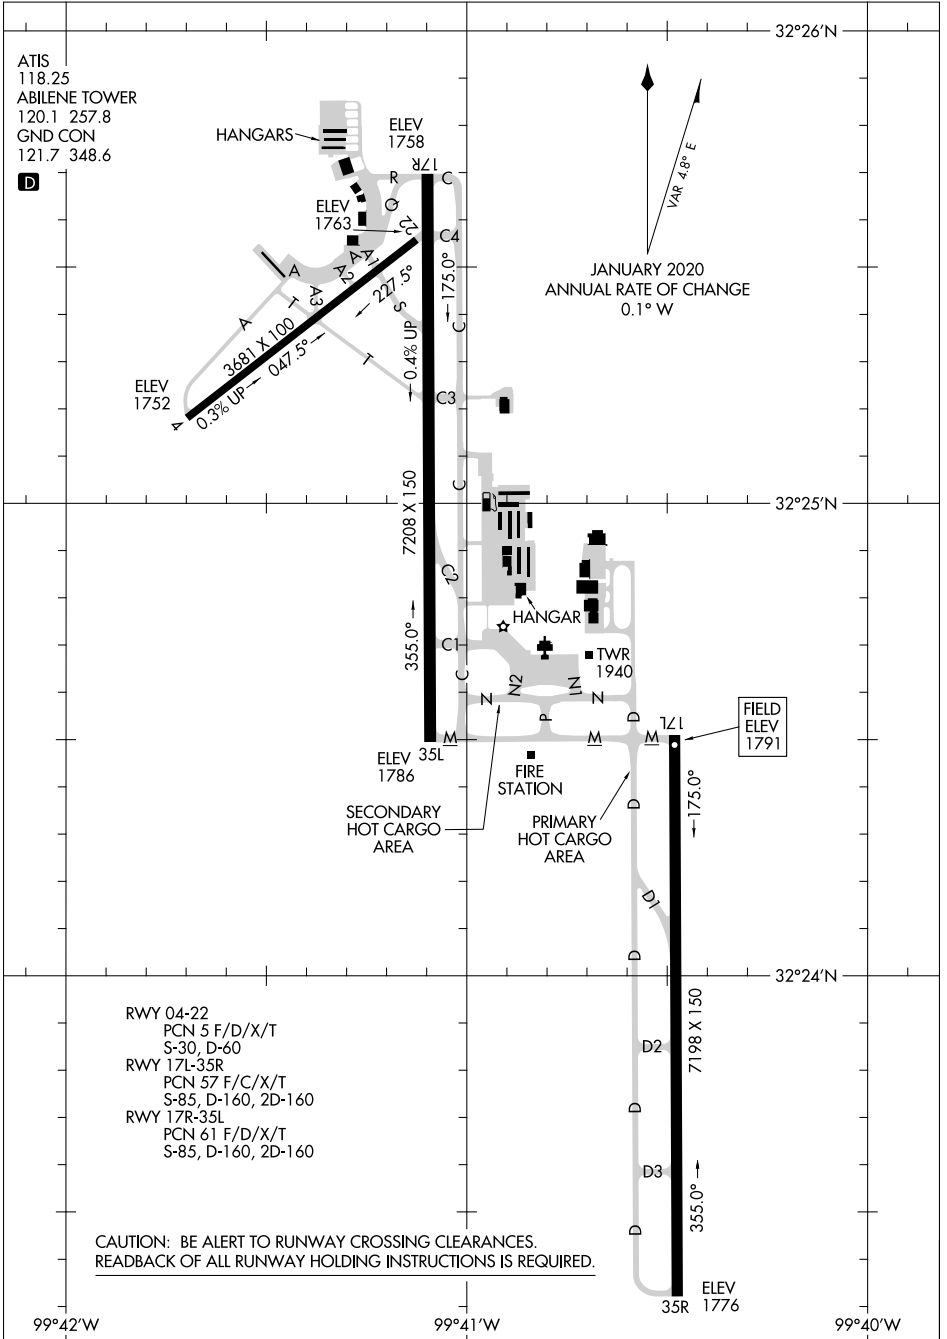 32°26'N
ATIS
118.25
ABILENE TOWER
120.1 257.8
GND CON
121.7 348.6
D
HANGARS
ELEV
1758
17R
R
C
Q
ELEV
1763
22
C4
VAR 4.8° E
JANUARY 2020
ANNUAL RATE OF CHANGE
0.1° W
A
A1
A
A2
A3
T
S
227.5°
175.0°
C
A
3681 X 100
047.5°
T
0.4% UP
0.3% UP
C3
ELEV
1752
4
C
7208 X 150
32°25'N
C2
HANGAR
355.0°
C1
TWR
1940
C
N
N2
N1
N
P
D
17L
FIELD
ELEV
1791
M
M
M
35L
ELEV
1786
FIRE
STATION
175.0°
SECONDARY
HOT CARGO
AREA
PRIMARY
HOT CARGO
AREA
D
D1
D
32°24'N
7198 X 150
D2
D
D3
355.0°
D
RWY 04-22
PCN 5 F/D/X/T
S-30, D-60
RWY 17L-35R
PCN 57 F/C/X/T
S-85, D-160, 2D-160
RWY 17R-35L
PCN 61 F/D/X/T
S-85, D-160, 2D-160
CAUTION: BE ALERT TO RUNWAY CROSSING CLEARANCES.
READBACK OF ALL RUNWAY HOLDING INSTRUCTIONS IS REQUIRED.
35R
ELEV
1776
99°42'W
99°41'W
99°40'W